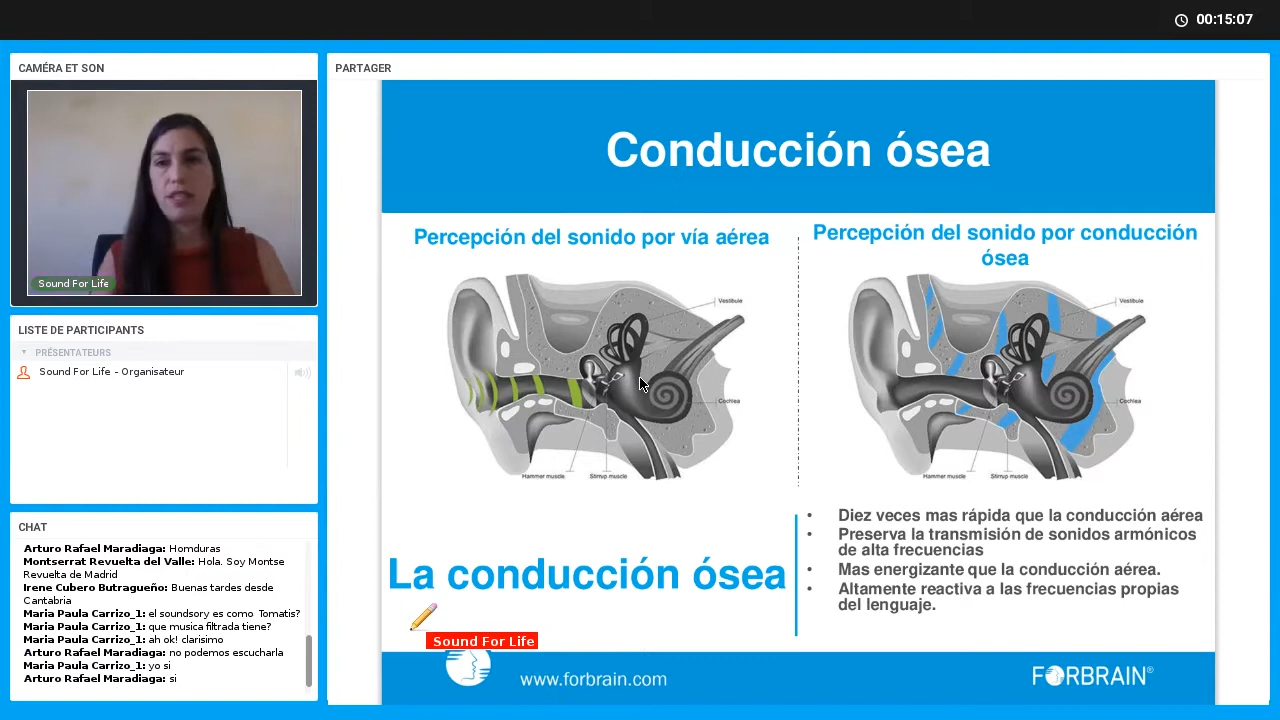 00:15:07
CAMÉRA ET SON
Sound For Life
LISTE DE PARTICIPANTS
PRÉSENTATEURS
Sound For Life - Organisateur
CHAT
Arturo Rafael Maradiaga: Homduras
Montserrat Revuelta del Valle: Hola. Soy Montse
Revuelta de Madrid
Irene Cubero Butragueño: Buenas tardes desde
Cantabria
Maria Paula Carrizo_1: el soundsory es como Tomatis?
Maria Paula Carrizo_1: que musica filtrada tiene?
Maria Paula Carrizo_1: ah ok! clarisimo
Arturo Rafael Maradiaga: no podemos escucharla
Maria Paula Carrizo_1: yo si
Arturo Rafael Maradiaga: si
PARTAGER
Conducción ósea
Percepción del sonido por vía aérea
Vestibule
Cochlea
Hammer muscle
Stirrup muscle
Percepción del sonido por conducción
ósea
Vestibule
Cochlea
Hammer muscle
Stirrup muscle
La conducción ósea
Sound For Life
• Diez veces mas rápida que la conducción aérea
• Preserva la transmisión de sonidos armónicos
de alta frecuencias
• Mas energizante que la conducción aérea.
• Altamente reactiva a las frecuencias propias
del lenguaje.
www.forbrain.com
FORBRAIN®